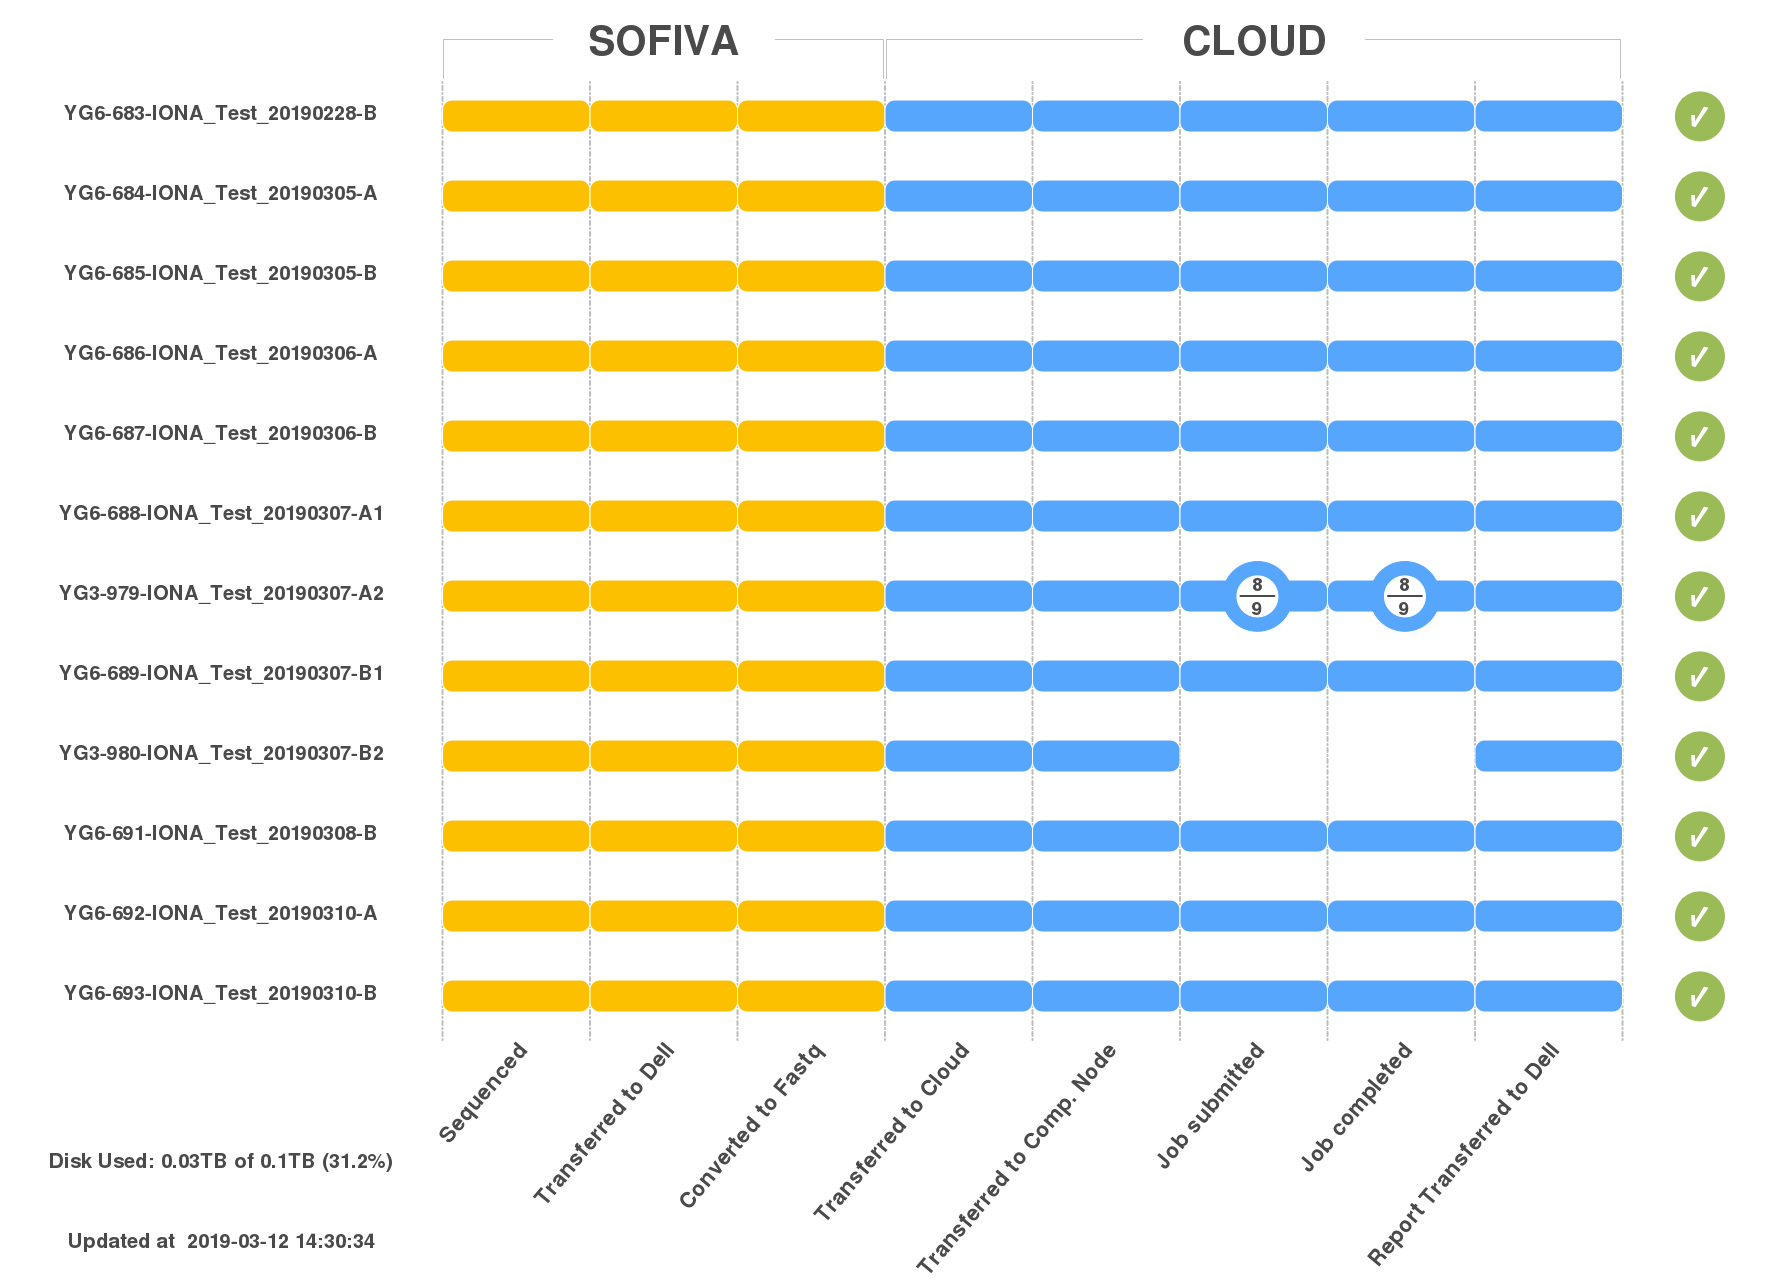 SOFIVA CLOUD
YG6-683-IONA_Test_20190228-B ✓
YG6-684-IONA_Test_20190305-A ✓
YG6-685-IONA_Test_20190305-B ✓
YG6-686-IONA_Test_20190306-A ✓
YG6-687-IONA_Test_20190306-B ✓
YG6-688-IONA_Test_20190307-A1 ✓
YG3-979-IONA_Test_20190307-A2 8/9 8/9 ✓
YG6-689-IONA_Test_20190307-B1 ✓
YG3-980-IONA_Test_20190307-B2 ✓
YG6-691-IONA_Test_20190308-B ✓
YG6-692-IONA_Test_20190310-A ✓
YG6-693-IONA_Test_20190310-B ✓
Sequenced
Transferred to Dell
Converted to Fastq
Transferred to Cloud
Transferred to Comp. Node
Job submitted
Job completed
Report Transferred to Dell
Disk Used: 0.03TB of 0.1TB (31.2%)
Updated at 2019-03-12 14:30:34